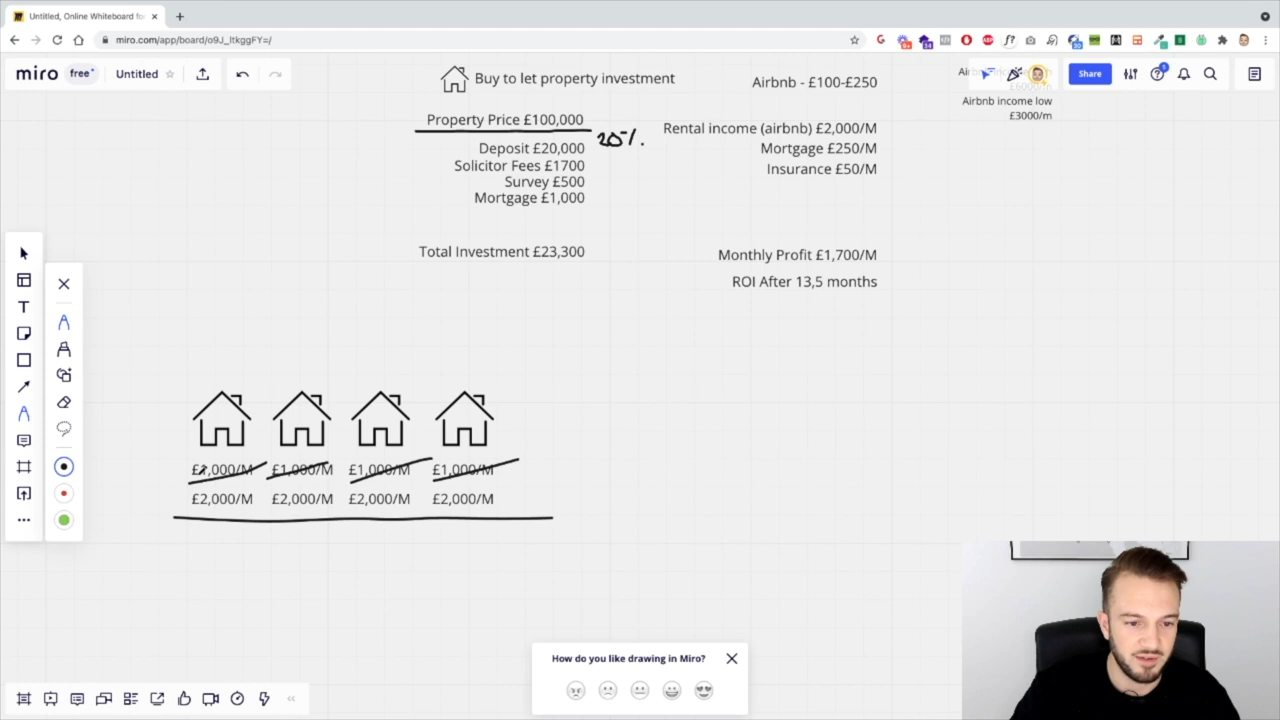 Untitled, Online Whiteboard fo
miro.com/app/board/o9J_ltkggFY=/
miro free Untitled
Share
Buy to let property investment
Property Price £100,000
20%
Deposit £20,000
Solicitor Fees £1700
Survey £500
Mortgage £1,000
Total Investment £23,300
Airbnb - £100-£250
Rental income (airbnb) £2,000/M
Mortgage £250/M
Insurance £50/M
Monthly Profit £1,700/M
ROI After 13,5 months
Airbnb income low
£3000/m
£1,000/M £1,000/M £1,000/M £1,000/M
£2,000/M £2,000/M £2,000/M £2,000/M
How do you like drawing in Miro?